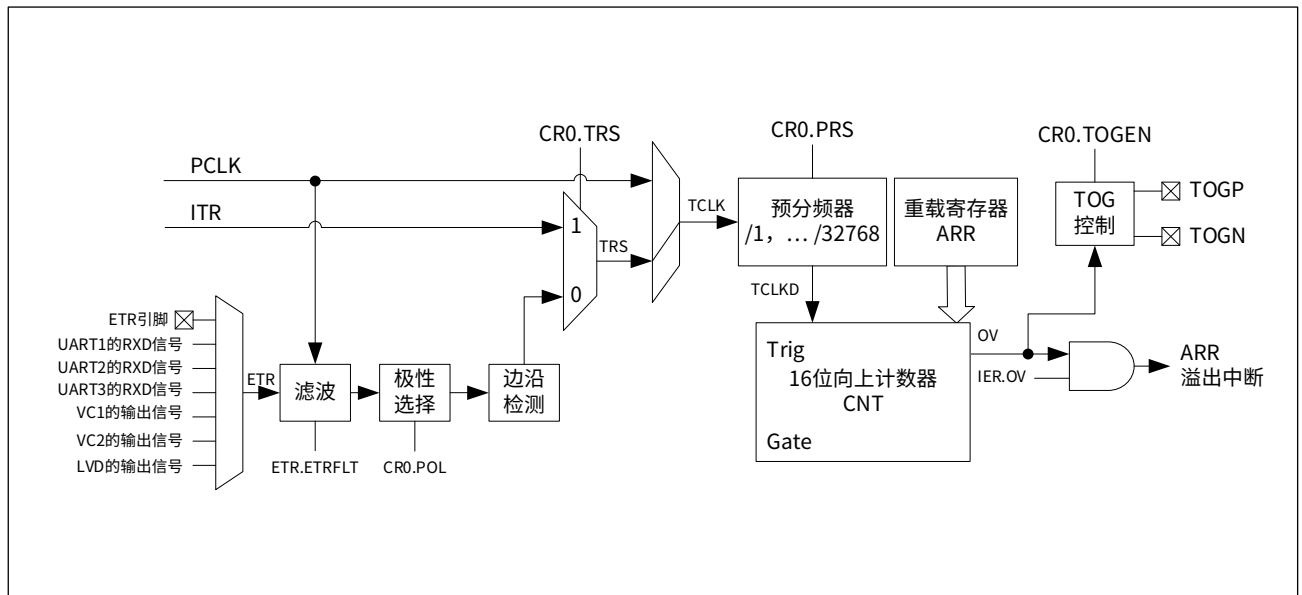 CR0.TRS
CR0.PRS
CR0.TOGEN
PCLK
ITR
1
0
TRS
TCLK
预分频器
/1，… /32768
重载寄存器
ARR
TOG
控制
TOGP
TOGN
TCLKD
ETR引脚
UART1的RXD信号
UART2的RXD信号
UART3的RXD信号
VC1的输出信号
VC2的输出信号
LVD的输出信号
ETR
滤波
极性
选择
边沿
检测
ETR.ETRFLT
CR0.POL
Trig
16位向上计数器
CNT
Gate
OV
IER.OV
ARR
溢出中断